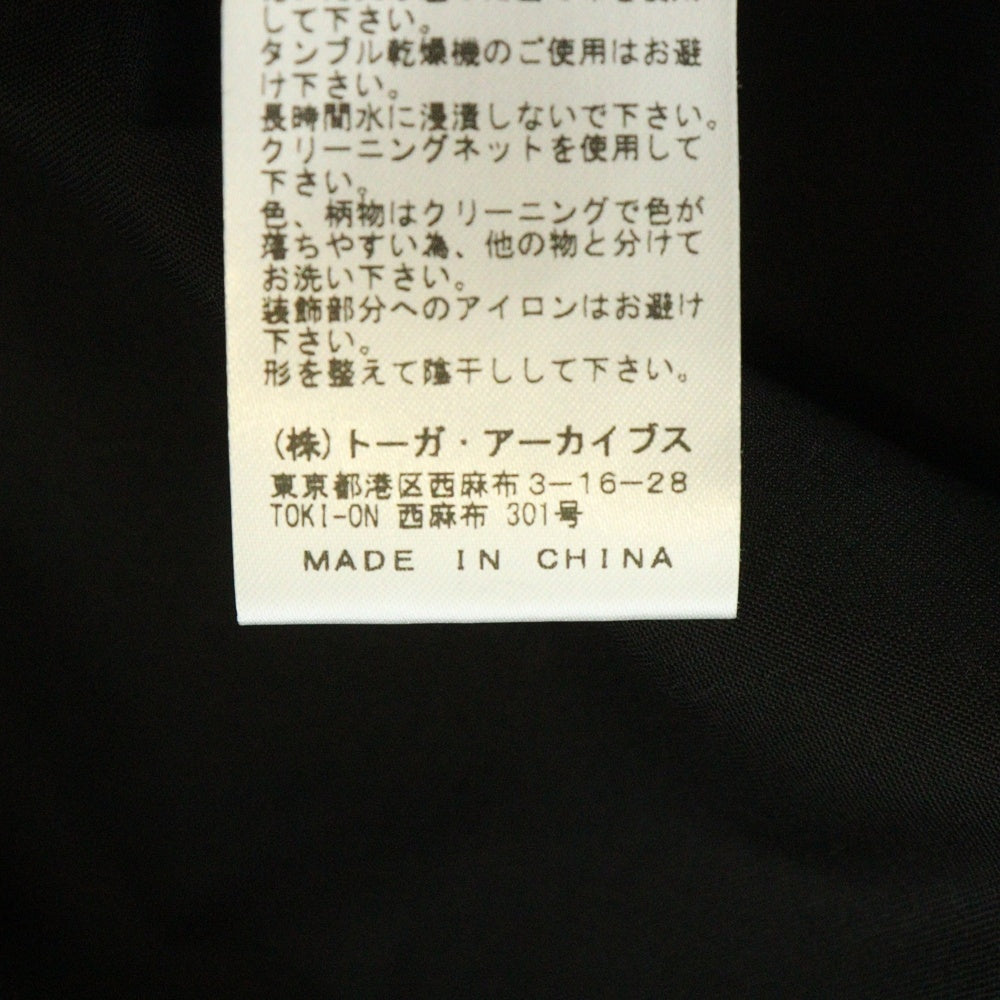 して下さい。
タンブル乾燥機のご使用はお避
け下さい。
長時間水に浸漬しないで下さい。
クリーニングネットを使用して
下さい。
色、柄物はクリーニングで色が
落ちやすい為、他の物と分けて
お洗い下さい。
装飾部分へのアイロンはお避け
下さい。
形を整えて陰干しして下さい。
(株)トーガ・アーカイブス
東京都港区西麻布3-16-28
TOKI-ON 西麻布 301号
MADE IN CHINA